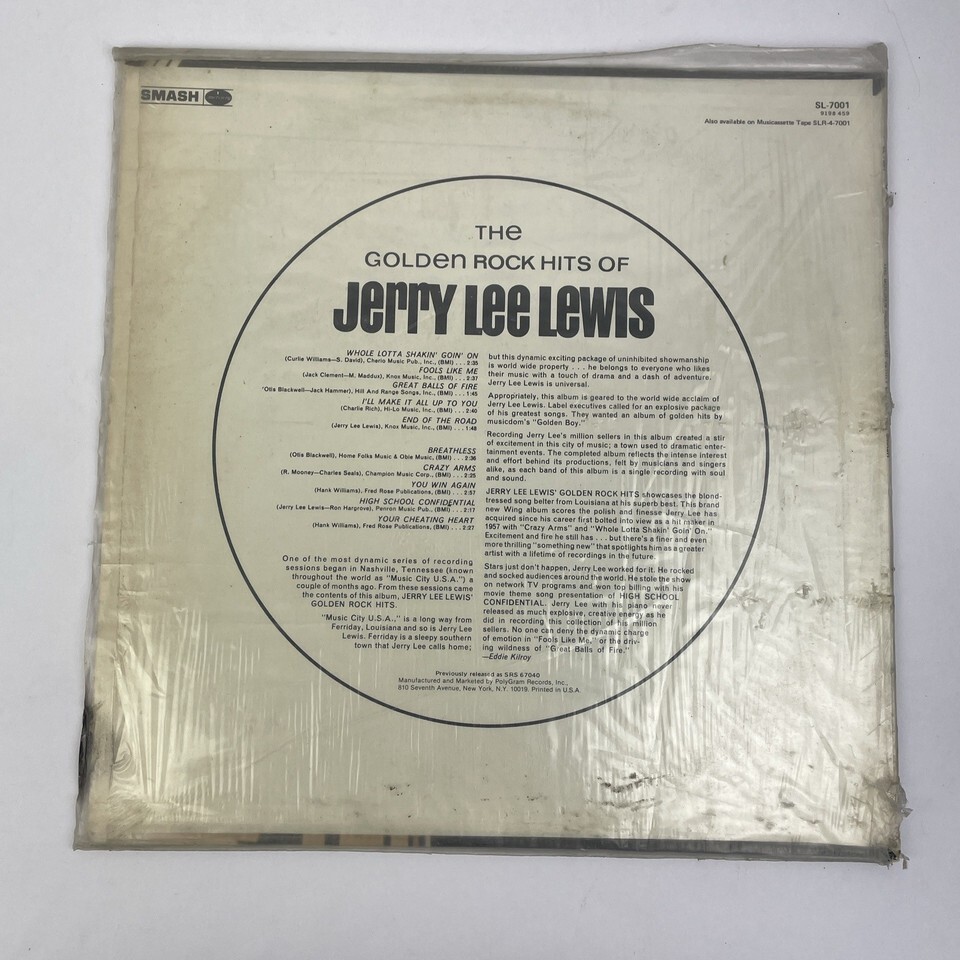 SMASH
SL-7001
9198 459
Also available on Musicassette Tape SLR-4-7001
THe
GOLDen ROCK HITS OF
Jerry Lee Lewis
WHOLE LOTTA SHAKIN' GOIN' ON
(Curlie Williams—S. David), Cherio Music Pub., Inc., (BMI) . . . 2:35
FOOLS LIKE ME
(Jack Clement—M. Maddux), Knox Music, Inc., (BMI) . . . 2:37
GREAT BALLS OF FIRE
'Otis Blackwell—Jack Hammer), Hill And Range Songs, Inc., (BMI) . . . 1:45
I'LL MAKE IT ALL UP TO YOU
(Charlie Rich), Hi-Lo Music, Inc., (BMI) . . . 2:40
END OF THE ROAD
(Jerry Lee Lewis), Knox Music, Inc., (BMI) . . . 1:48
BREATHLESS
(Otis Blackwell), Home Folks Music & Obie Music, (BMI) . . . 2:36
CRAZY ARMS
(R. Mooney—Charles Seals), Champion Music Corp., (BMI) . . . 2:25
YOU WIN AGAIN
(Hank Williams), Fred Rose Publications, (BMI) . . . 2:57
HIGH SCHOOL CONFIDENTIAL
(Jerry Lee Lewis—Ron Hargrove), Penron Music Pub., (BMI) . . . 2:17
YOUR CHEATING HEART
(Hank Williams), Fred Rose Publications, (BMI) . . . 2:27
One of the most dynamic series of recording
sessions began in Nashville, Tennessee (known
throughout the world as "Music City U.S.A.") a
couple of months ago. From these sessions came
the contents of this album, JERRY LEE LEWIS'
GOLDEN ROCK HITS.
"Music City U.S.A.," is a long way from
Ferriday, Louisiana and so is Jerry Lee
Lewis. Ferriday is a sleepy southern
town that Jerry Lee calls home;
but this dynamic exciting package of uninhibited showmanship
is world wide property . . . he belongs to everyone who likes
their music with a touch of drama and a dash of adventure.
Jerry Lee Lewis is universal.
Appropriately, this album is geared to the world wide acclaim of
Jerry Lee Lewis. Label executives called for an explosive package
of his greatest songs. They wanted an album of golden hits by
musicdom's "Golden Boy."
Recording Jerry Lee's million sellers in this album created a stir
of excitement in this city of music; a town used to dramatic enter-
tainment events. The completed album reflects the intense interest
and effort behind its productions, felt by musicians and singers
alike, as each band of this album is a single recording with soul
and sound.
JERRY LEE LEWIS' GOLDEN ROCK HITS showcases the blond-
tressed song belter from Louisiana at his superb best. This brand
new Wing album scores the polish and finesse Jerry Lee has
acquired since his career first bolted into view as a hit maker in
1957 with "Crazy Arms" and "Whole Lotta Shakin' Goin' On."
Excitement and fire he still has . . . but there's a finer and even
more thrilling "something new" that spotlights him as a greater
artist with a lifetime of recordings in the future.
Stars just don't happen, Jerry Lee worked for it. He rocked
and socked audiences around the world. He stole the show
on network TV programs and won top billing with his
movie theme song presentation of HIGH SCHOOL
CONFIDENTIAL. Jerry Lee with his piano never
released as much explosive, creative energy as he
did in recording this collection of his million
sellers. No one can deny the dynamic charge
of emotion in "Fools Like Me," or the driv-
ing wildness of "Great Balls of Fire."
—Eddie Kilroy
Previously released as SRS 67040
Manufactured and Marketed by PolyGram Records, Inc.,
810 Seventh Avenue, New York, N.Y. 10019. Printed in U.S.A.